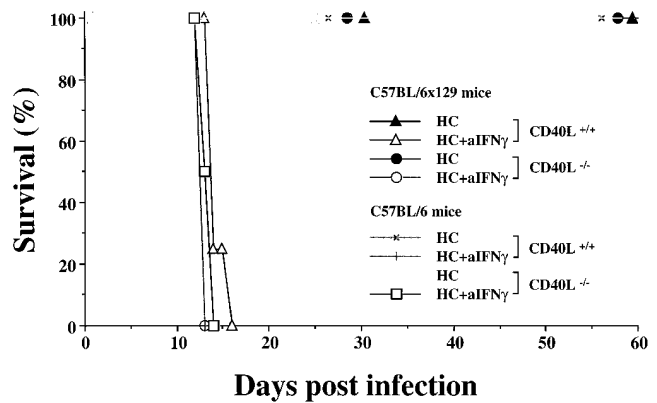 Survival (%)
100
80
60
40
20
0
0
10
20
30
40
50
60
Days post infection
C57BL/6x129 mice
HC
HC+aIFNγ
CD40L +/+
HC
HC+aIFNγ
CD40L -/-
C57BL/6 mice
HC
HC+aIFNγ
CD40L +/+
HC
HC+aIFNγ
CD40L -/-